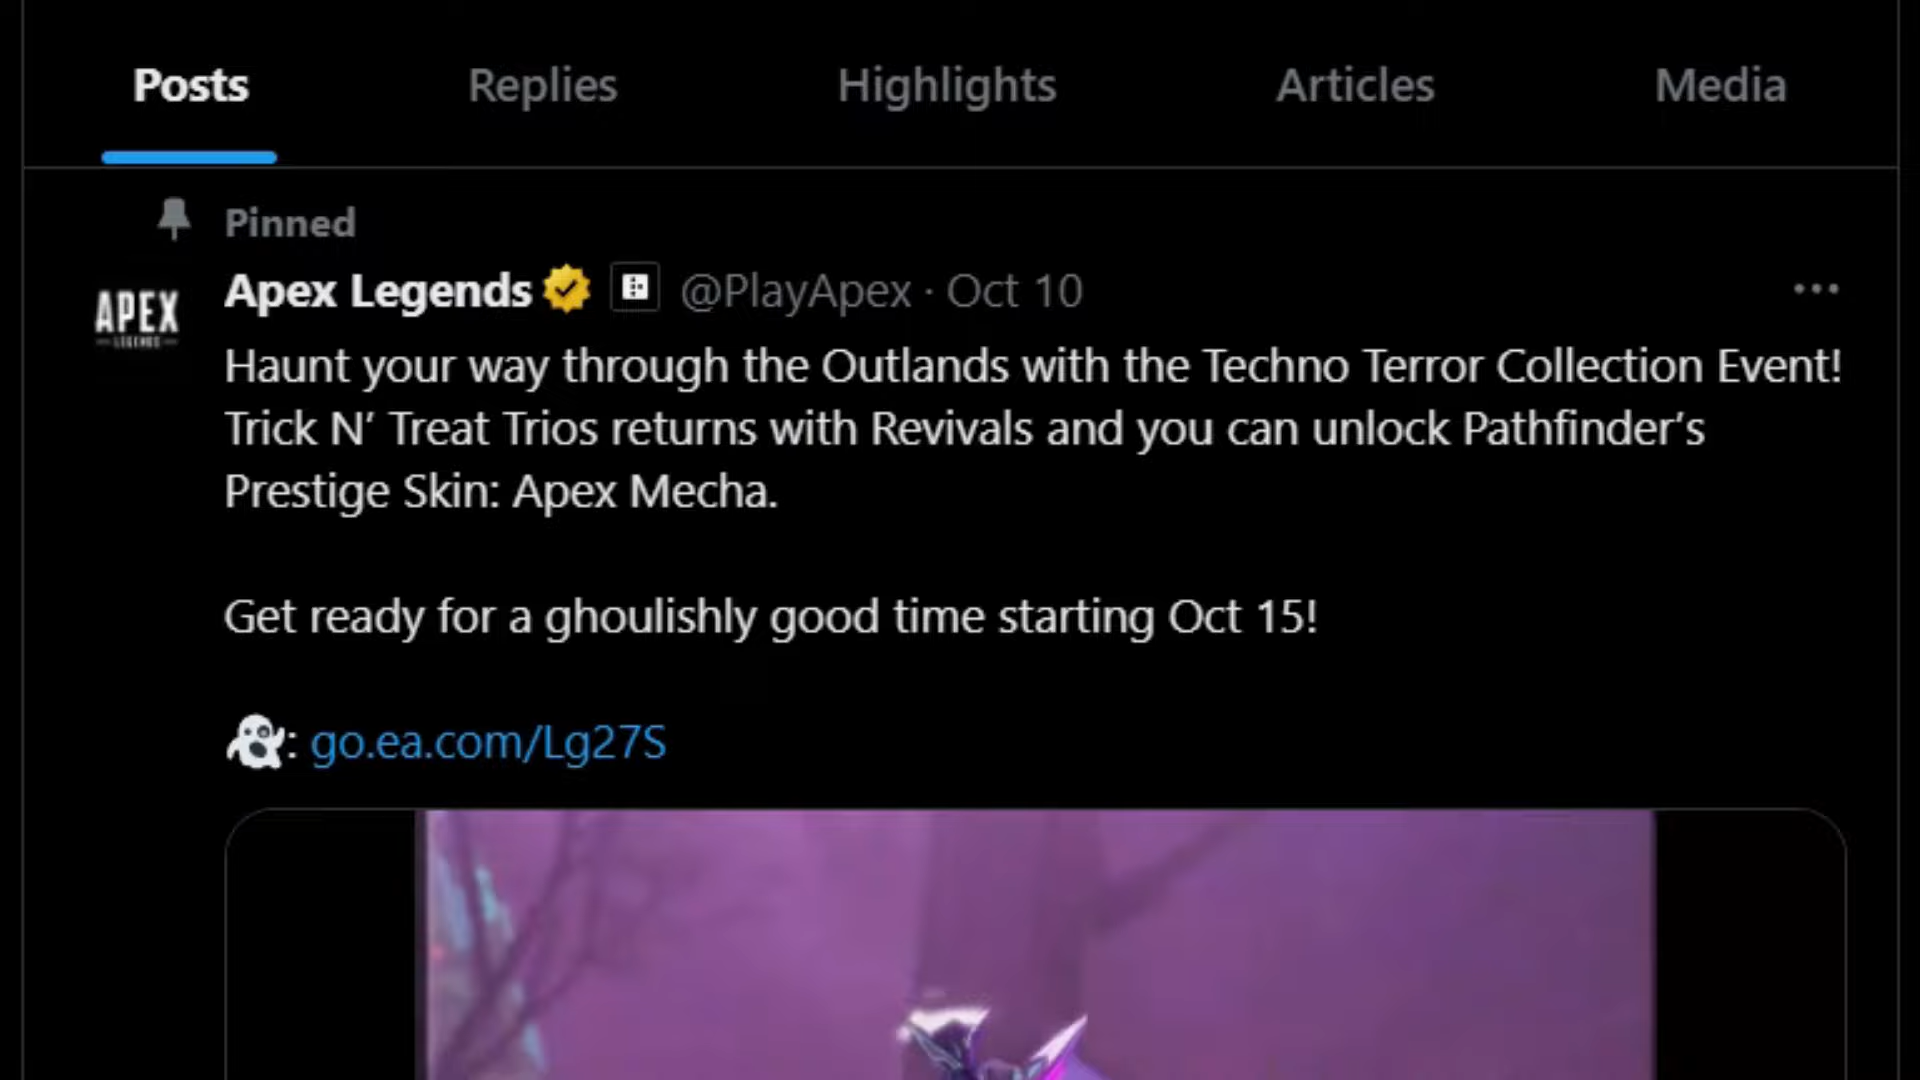 Posts Replies Highlights Articles Media
Pinned
Apex Legends @PlayApex · Oct 10
APEX
LEGENDS
Haunt your way through the Outlands with the Techno Terror Collection Event!
Trick N’ Treat Trios returns with Revivals and you can unlock Pathfinder’s
Prestige Skin: Apex Mecha.
Get ready for a ghoulishly good time starting Oct 15!
👻: go.ea.com/Lg27S